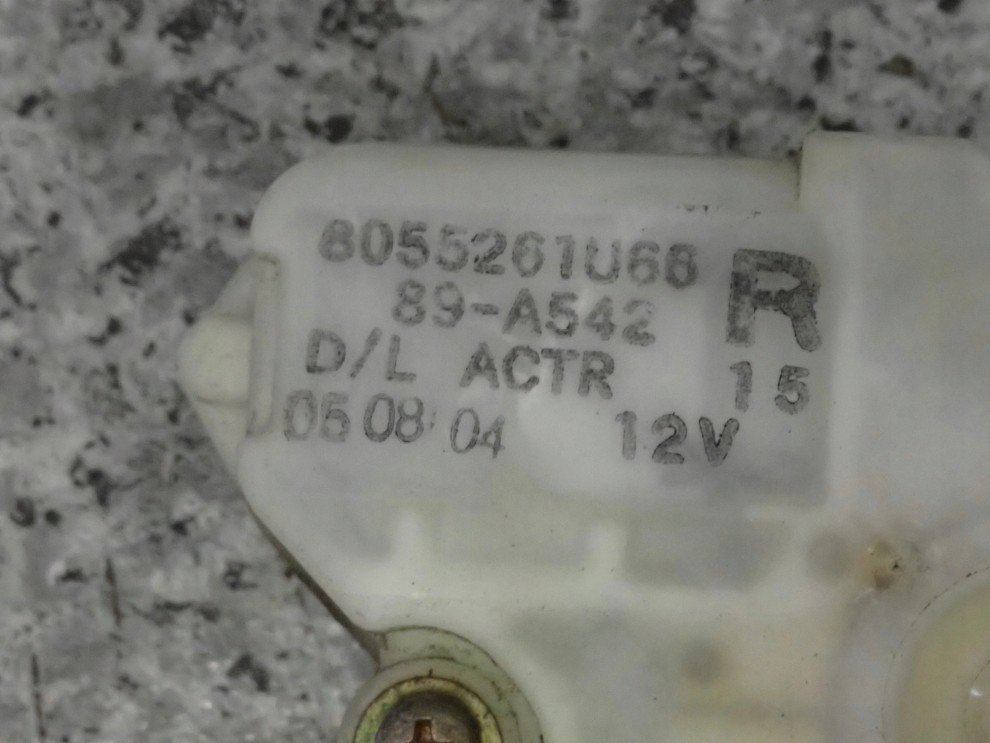 8055261U66 R
89-A542
D/L ACTR 15
05 08 04 12V